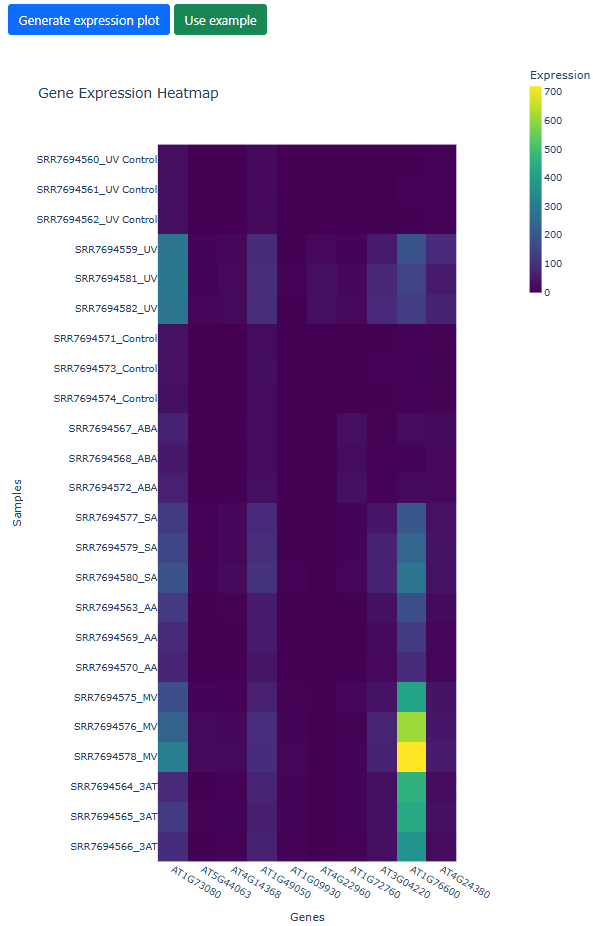 Generate expression plot Use example
Gene Expression Heatmap
Expression
700
600
500
400
300
200
100
0
SRR7694560_UV Control
SRR7694561_UV Control
SRR7694562_UV Control
SRR7694559_UV
SRR7694581_UV
SRR7694582_UV
SRR7694571_Control
SRR7694573_Control
SRR7694574_Control
SRR7694567_ABA
SRR7694568_ABA
SRR7694572_ABA
SRR7694577_SA
SRR7694579_SA
SRR7694580_SA
SRR7694563_AA
SRR7694569_AA
SRR7694570_AA
SRR7694575_MV
SRR7694576_MV
SRR7694578_MV
SRR7694564_3AT
SRR7694565_3AT
SRR7694566_3AT
Samples
AT1G73080
AT5G44063
AT4G14368
AT1G49050
AT1G09930
AT4G22960
AT1G72760
AT3G04220
AT1G76600
AT4G24380
Genes